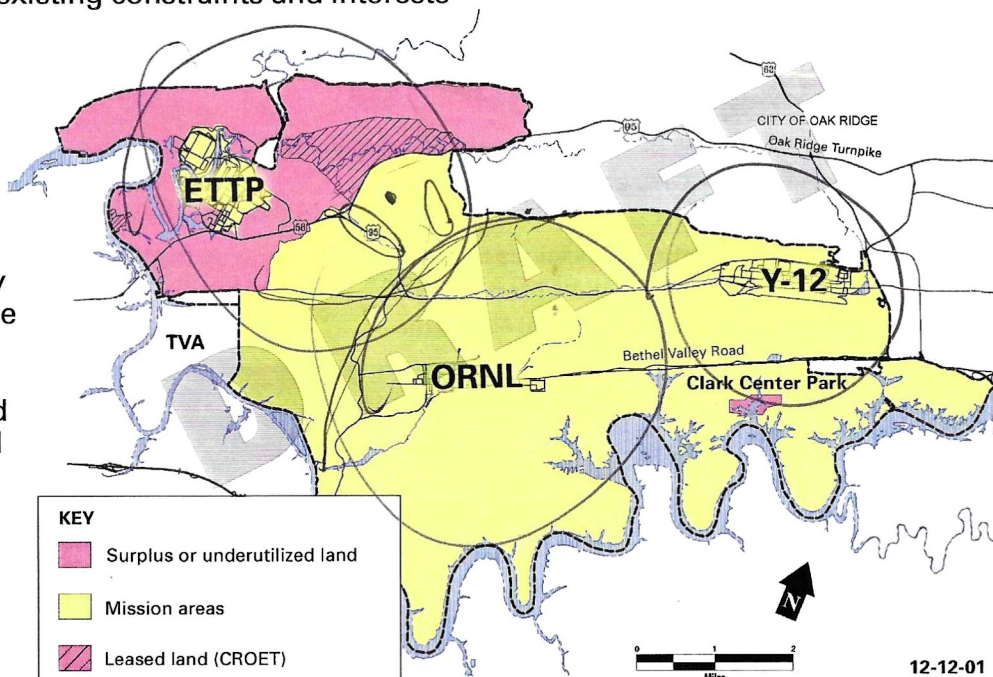 existing constraints and interests
62
CITY OF OAK RIDGE
95
Oak Ridge Turnpike
ETTP
58
95
Y-12
TVA
Bethel Valley Road
ORNL
Clark Center Park
DRAFT
KEY
Surplus or underutilized land
Mission areas
Leased land (CROET)
N
0 1 2
Miles
12-12-01